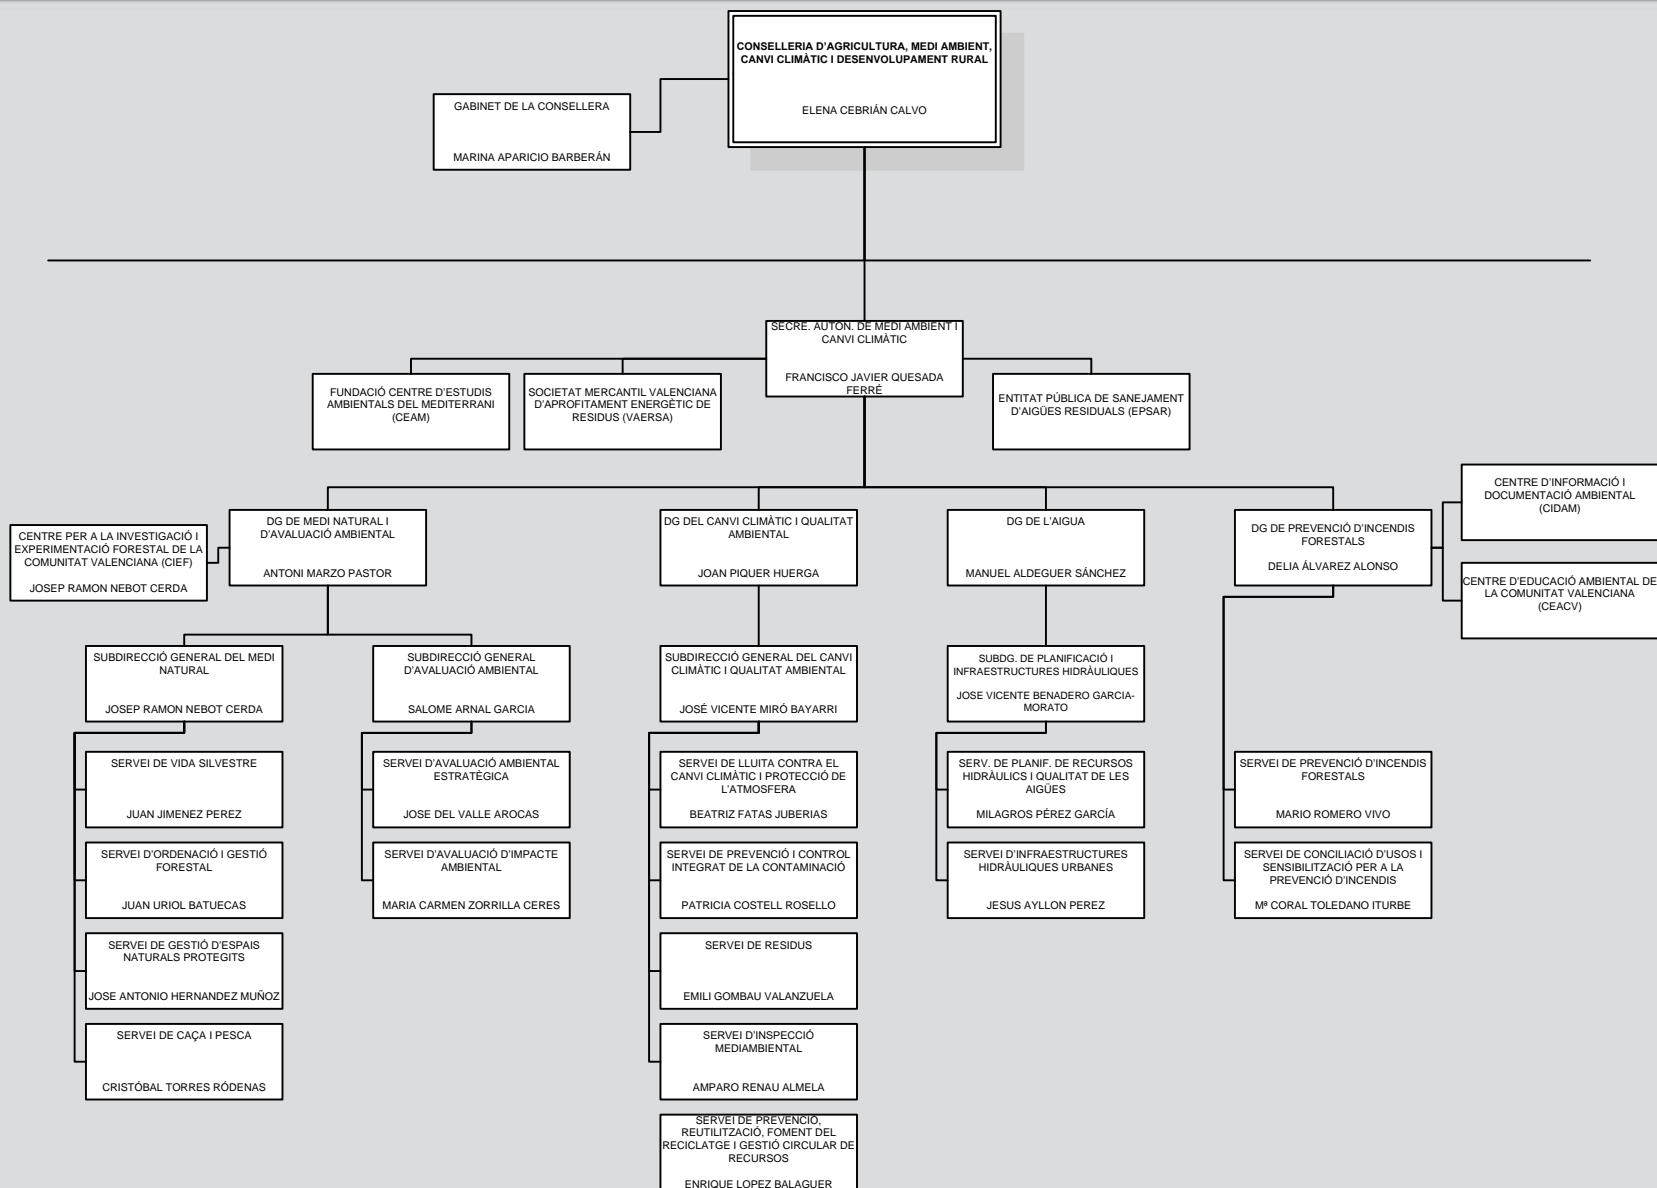 CONSELLERIA D'AGRICULTURA, MEDI AMBIENT,
CANVI CLIMÀTIC I DESENVOLUPAMENT RURAL
ELENA CEBRIÁN CALVO
GABINET DE LA CONSELLERA
MARINA APARICIO BARBERÁN
SECRE. AUTON. DE MEDI AMBIENT I
CANVI CLIMÀTIC
FRANCISCO JAVIER QUESADA
FERRÉ
FUNDACIÓ CENTRE D'ESTUDIS
AMBIENTALS DEL MEDITERRANI
(CEAM)
SOCIETAT MERCANTIL VALENCIANA
D'APROFITAMENT ENERGÈTIC DE
RESIDUS (VAERSA)
ENTITAT PÚBLICA DE SANEJAMENT
D'AIGÜES RESIDUALS (EPSAR)
CENTRE PER A LA INVESTIGACIÓ I
EXPERIMENTACIÓ FORESTAL DE LA
COMUNITAT VALENCIANA (CIEF)
JOSEP RAMON NEBOT CERDA
DG DE MEDI NATURAL I
D'AVALUACIÓ AMBIENTAL
ANTONI MARZO PASTOR
DG DEL CANVI CLIMÀTIC I QUALITAT
AMBIENTAL
JOAN PIQUER HUERGA
DG DE L'AIGUA
MANUEL ALDEGUER SÁNCHEZ
DG DE PREVENCIÓ D'INCENDIS
FORESTALS
DELIA ÁLVAREZ ALONSO
CENTRE D'INFORMACIÓ I
DOCUMENTACIÓ AMBIENTAL
(CIDAM)
CENTRE D'EDUCACIÓ AMBIENTAL DE
LA COMUNITAT VALENCIANA
(CEACV)
SUBDIRECCIÓ GENERAL DEL MEDI
NATURAL
JOSEP RAMON NEBOT CERDA
SUBDIRECCIÓ GENERAL
D'AVALUACIÓ AMBIENTAL
SALOME ARNAL GARCIA
SUBDIRECCIÓ GENERAL DEL CANVI
CLIMÀTIC I QUALITAT AMBIENTAL
JOSÉ VICENTE MIRÓ BAYARRI
SUBDG. DE PLANIFICACIÓ I
INFRAESTRUCTURES HIDRÀULIQUES
JOSE VICENTE BENADERO GARCIA-
MORATO
SERVEI DE VIDA SILVESTRE
JUAN JIMENEZ PEREZ
SERVEI D'AVALUACIÓ AMBIENTAL
ESTRATÈGICA
JOSE DEL VALLE AROCAS
SERVEI DE LLUITA CONTRA EL
CANVI CLIMÀTIC I PROTECCIÓ DE
L'ATMOSFERA
BEATRIZ FATAS JUBERIAS
SERV. DE PLANIF. DE RECURSOS
HIDRÀULICS I QUALITAT DE LES
AIGÜES
MILAGROS PÉREZ GARCÍA
SERVEI DE PREVENCIÓ D'INCENDIS
FORESTALS
MARIO ROMERO VIVO
SERVEI D'ORDENACIÓ I GESTIÓ
FORESTAL
JUAN URIOL BATUECAS
SERVEI D'AVALUACIÓ D'IMPACTE
AMBIENTAL
MARIA CARMEN ZORRILLA CERES
SERVEI DE PREVENCIÓ I CONTROL
INTEGRAT DE LA CONTAMINACIÓ
PATRICIA COSTELL ROSELLO
SERVEI D'INFRAESTRUCTURES
HIDRÀULIQUES URBANES
JESUS AYLLON PEREZ
SERVEI DE CONCILIACIÓ D'USOS I
SENSIBILITZACIÓ PER A LA
PREVENCIÓ D'INCENDIS
Mª CORAL TOLEDANO ITURBE
SERVEI DE GESTIÓ D'ESPAIS
NATURALS PROTEGITS
JOSE ANTONIO HERNANDEZ MUÑOZ
SERVEI DE RESIDUS
EMILI GOMBAU VALANZUELA
SERVEI DE CAÇA I PESCA
CRISTÓBAL TORRES RÓDENAS
SERVEI D'INSPECCIÓ
MEDIAMBIENTAL
AMPARO RENAU ALMELA
SERVEI DE PREVENCIÓ,
REUTILITZACIÓ, FOMENT DEL
RECICLATGE I GESTIÓ CIRCULAR DE
RECURSOS
ENRIQUE LOPEZ BALAGUER